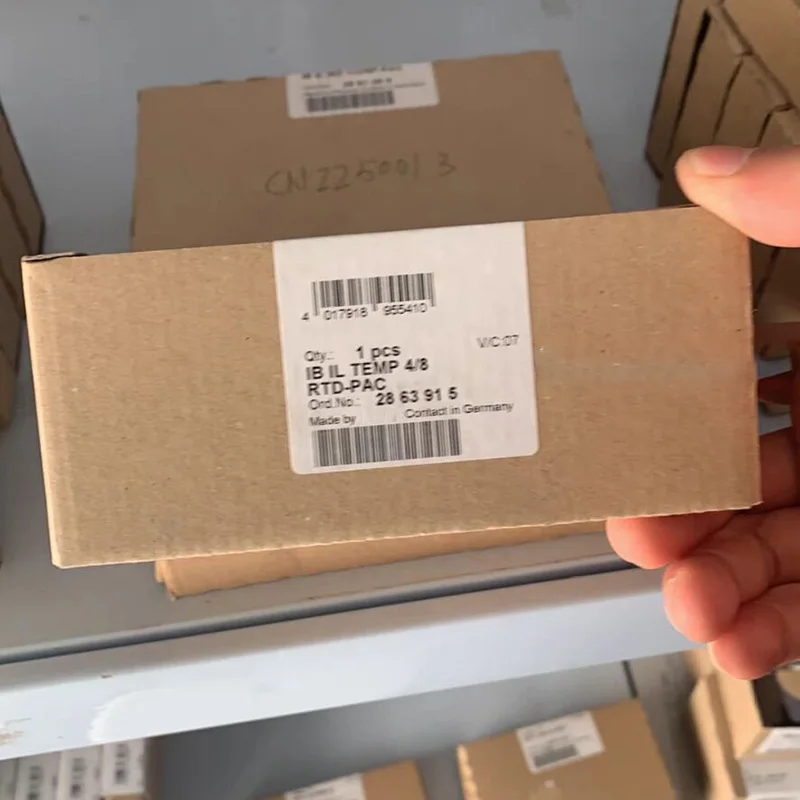 CN2250013
4 017918 955410
Qty.: 1 pcs
V/C:07
IB IL TEMP 4/8
RTD-PAC
Ord.No.: 28 63 91 5
Made by Contact in Germany